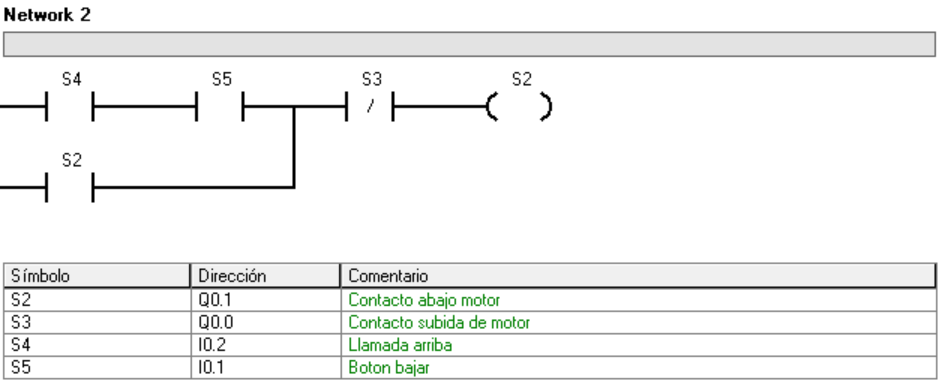 Network 2
S4 S5 S3 S2
/
S2
Símbolo Dirección Comentario
S2 Q0.1 Contacto abajo motor
S3 Q0.0 Contacto subida de motor
S4 I0.2 Llamada arriba
S5 I0.1 Boton bajar